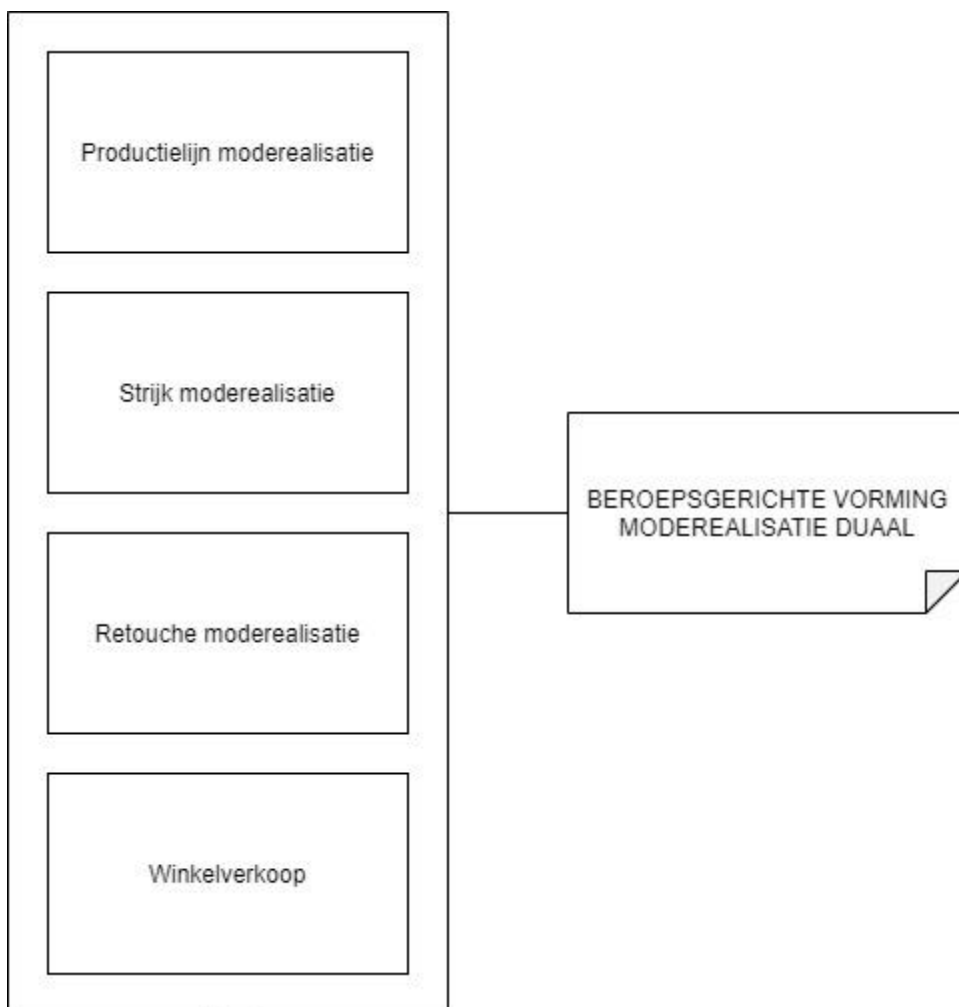 Productielijn moderealisatie
Strijk moderealisatie
Retouche moderealisatie
Winkelverkoop
BEROEPSGERICHTE VORMING
MODEREALISATIE DUAAL